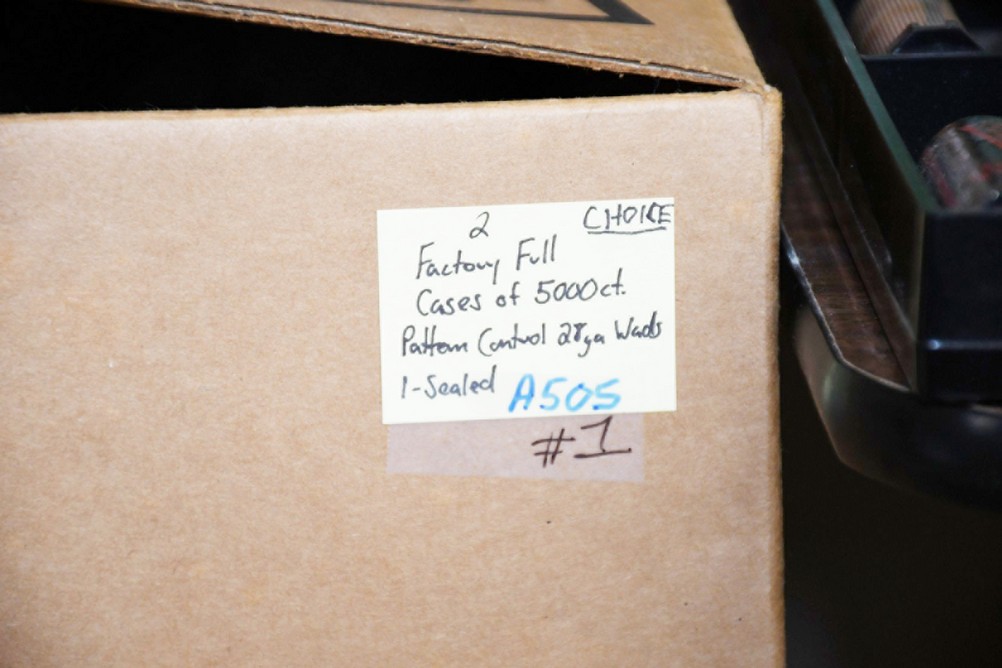 2 CHOICE
Factory Full
Cases of 5000ct.
Pattern Control 28ga Wads
1-Sealed A505
#1